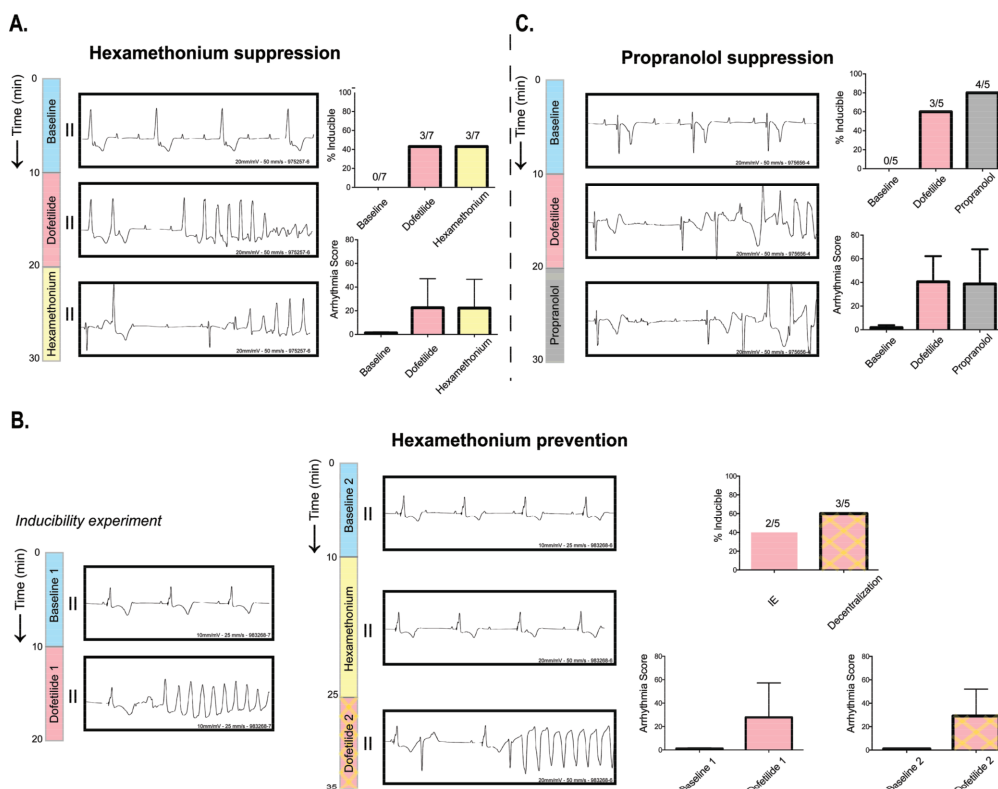 A.
Hexamethonium suppression
Time (min)
0
10
20
30
Baseline
Dofetilide
Hexamethonium
II
20mm/mV - 50 mm/s - 975257-6
II
20mm/mV - 50 mm/s - 975257-6
II
20mm/mV - 50 mm/s - 975257-6
% Inducible
100
80
60
40
20
0
0/7
3/7
3/7
Baseline
Dofetilide
Hexamethonium
Arrhythmia Score
80
60
40
20
0
Baseline
Dofetilide
Hexamethonium
C.
Propranolol suppression
Time (min)
0
10
20
30
Baseline
Dofetilide
Propranolol
II
20mm/mV - 50 mm/s - 975656-4
II
20mm/mV - 50 mm/s - 975656-4
II
20mm/mV - 50 mm/s - 975656-4
% Inducible
100
80
60
40
20
0
0/5
3/5
4/5
Baseline
Dofetilide
Propranolol
Arrhythmia Score
80
60
40
20
0
Baseline
Dofetilide
Propranolol
B.
Hexamethonium prevention
Inducibility experiment
Time (min)
0
10
20
Baseline 1
Dofetilide 1
II
10mm/mV - 25 mm/s - 983268-7
II
10mm/mV - 25 mm/s - 983268-7
Time (min)
0
10
25
35
Baseline 2
Hexamethonium
Dofetilide 2
II
10mm/mV - 25 mm/s - 983268-6
II
20mm/mV - 50 mm/s - 983268-6
II
20mm/mV - 50 mm/s - 983268-6
% Inducible
100
80
60
40
20
0
2/5
3/5
IE
Decentralization
Arrhythmia Score
80
60
40
20
0
Baseline 1
Dofetilide 1
Arrhythmia Score
80
60
40
20
0
Baseline 2
Dofetilide 2